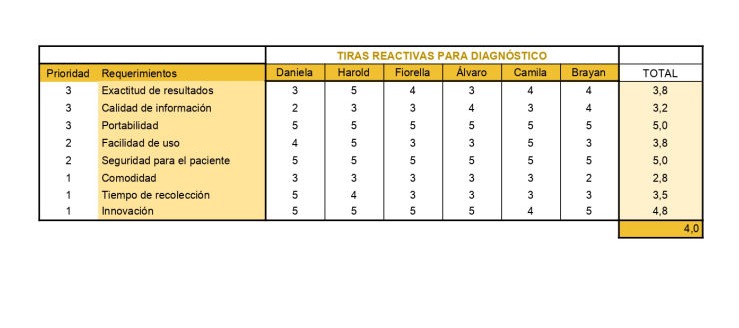 TIRAS REACTIVAS PARA DIAGNÓSTICO
Prioridad Requerimientos Daniela Harold Fiorella Álvaro Camila Brayan TOTAL
3 Exactitud de resultados 3 5 4 3 4 4 3,8
3 Calidad de información 2 3 3 4 3 4 3,2
3 Portabilidad 5 5 5 5 5 5 5,0
2 Facilidad de uso 4 5 3 3 5 3 3,8
2 Seguridad para el paciente 5 5 5 5 5 5 5,0
1 Comodidad 3 3 3 3 3 2 2,8
1 Tiempo de recolección 5 4 3 3 3 3 3,5
1 Innovación 5 5 5 5 4 5 4,8
4,0